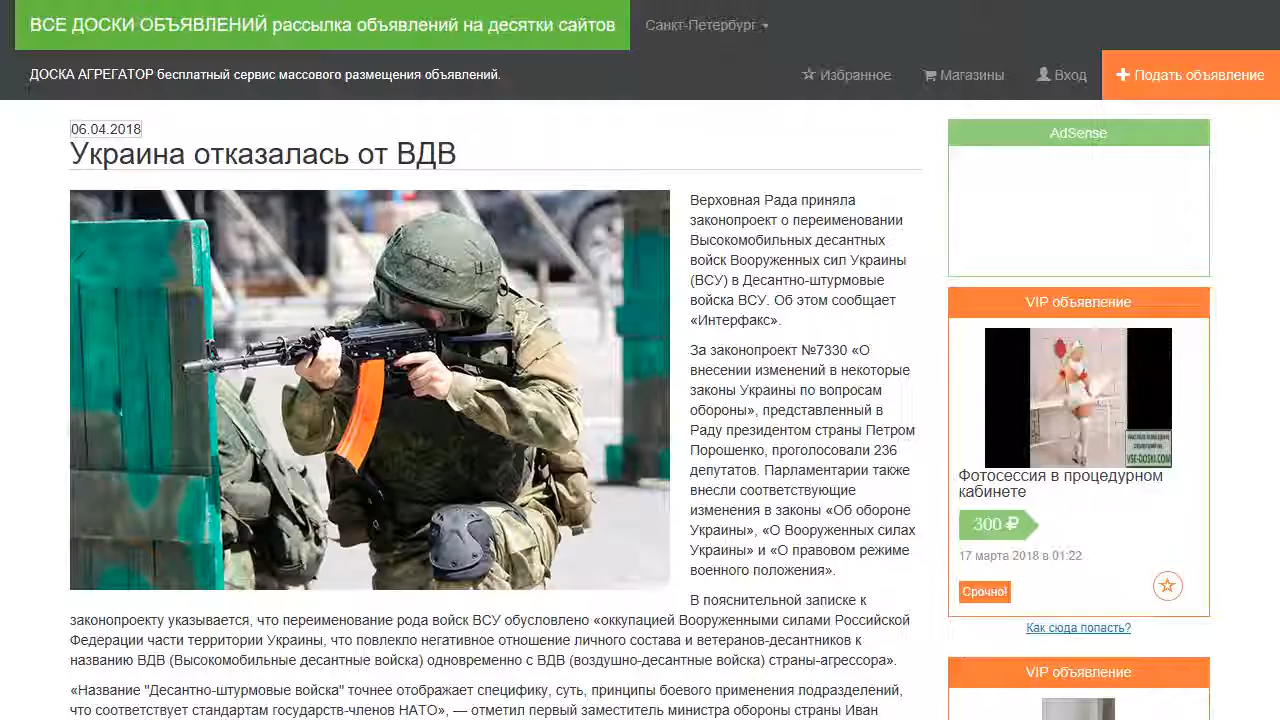 ВСЕ ДОСКИ ОБЪЯВЛЕНИЙ рассылка объявлений на десятки сайтов
Санкт-Петербург
ДОСКА АГРЕГАТОР бесплатный сервис массового размещения объявлений.
Избранное
Магазины
Вход
Подать объявление
06.04.2018
Украина отказалась от ВДВ
Верховная Рада приняла
законопроект о переименовании
Высокомобильных десантных
войск Вооруженных сил Украины
(ВСУ) в Десантно-штурмовые
войска ВСУ. Об этом сообщает
«Интерфакс».
За законопроект №7330 «О
внесении изменений в некоторые
законы Украины по вопросам
обороны», представленный в
Раду президентом страны Петром
Порошенко, проголосовали 236
депутатов. Парламентарии также
внесли соответствующие
изменения в законы «Об обороне
Украины», «О Вооруженных силах
Украины» и «О правовом режиме
военного положения».
В пояснительной записке к
законопроекту указывается, что переименование рода войск ВСУ обусловлено «оккупацией Вооруженными силами Российской
Федерации части территории Украины, что повлекло негативное отношение личного состава и ветеранов-десантников к
названию ВДВ (Высокомобильные десантные войска) одновременно с ВДВ (воздушно-десантные войска) страны-агрессора».
«Название "Десантно-штурмовые войска" точнее отображает специфику, суть, принципы боевого применения подразделений,
что соответствует стандартам государств-членов НАТО», — отметил первый заместитель министра обороны страны Иван
AdSense
VIP объявление
VSE-DOSKI.COM
Фотосессия в процедурном
кабинете
300 ₽
17 марта 2018 в 01:22
Срочно!
Как сюда попасть?
VIP объявление